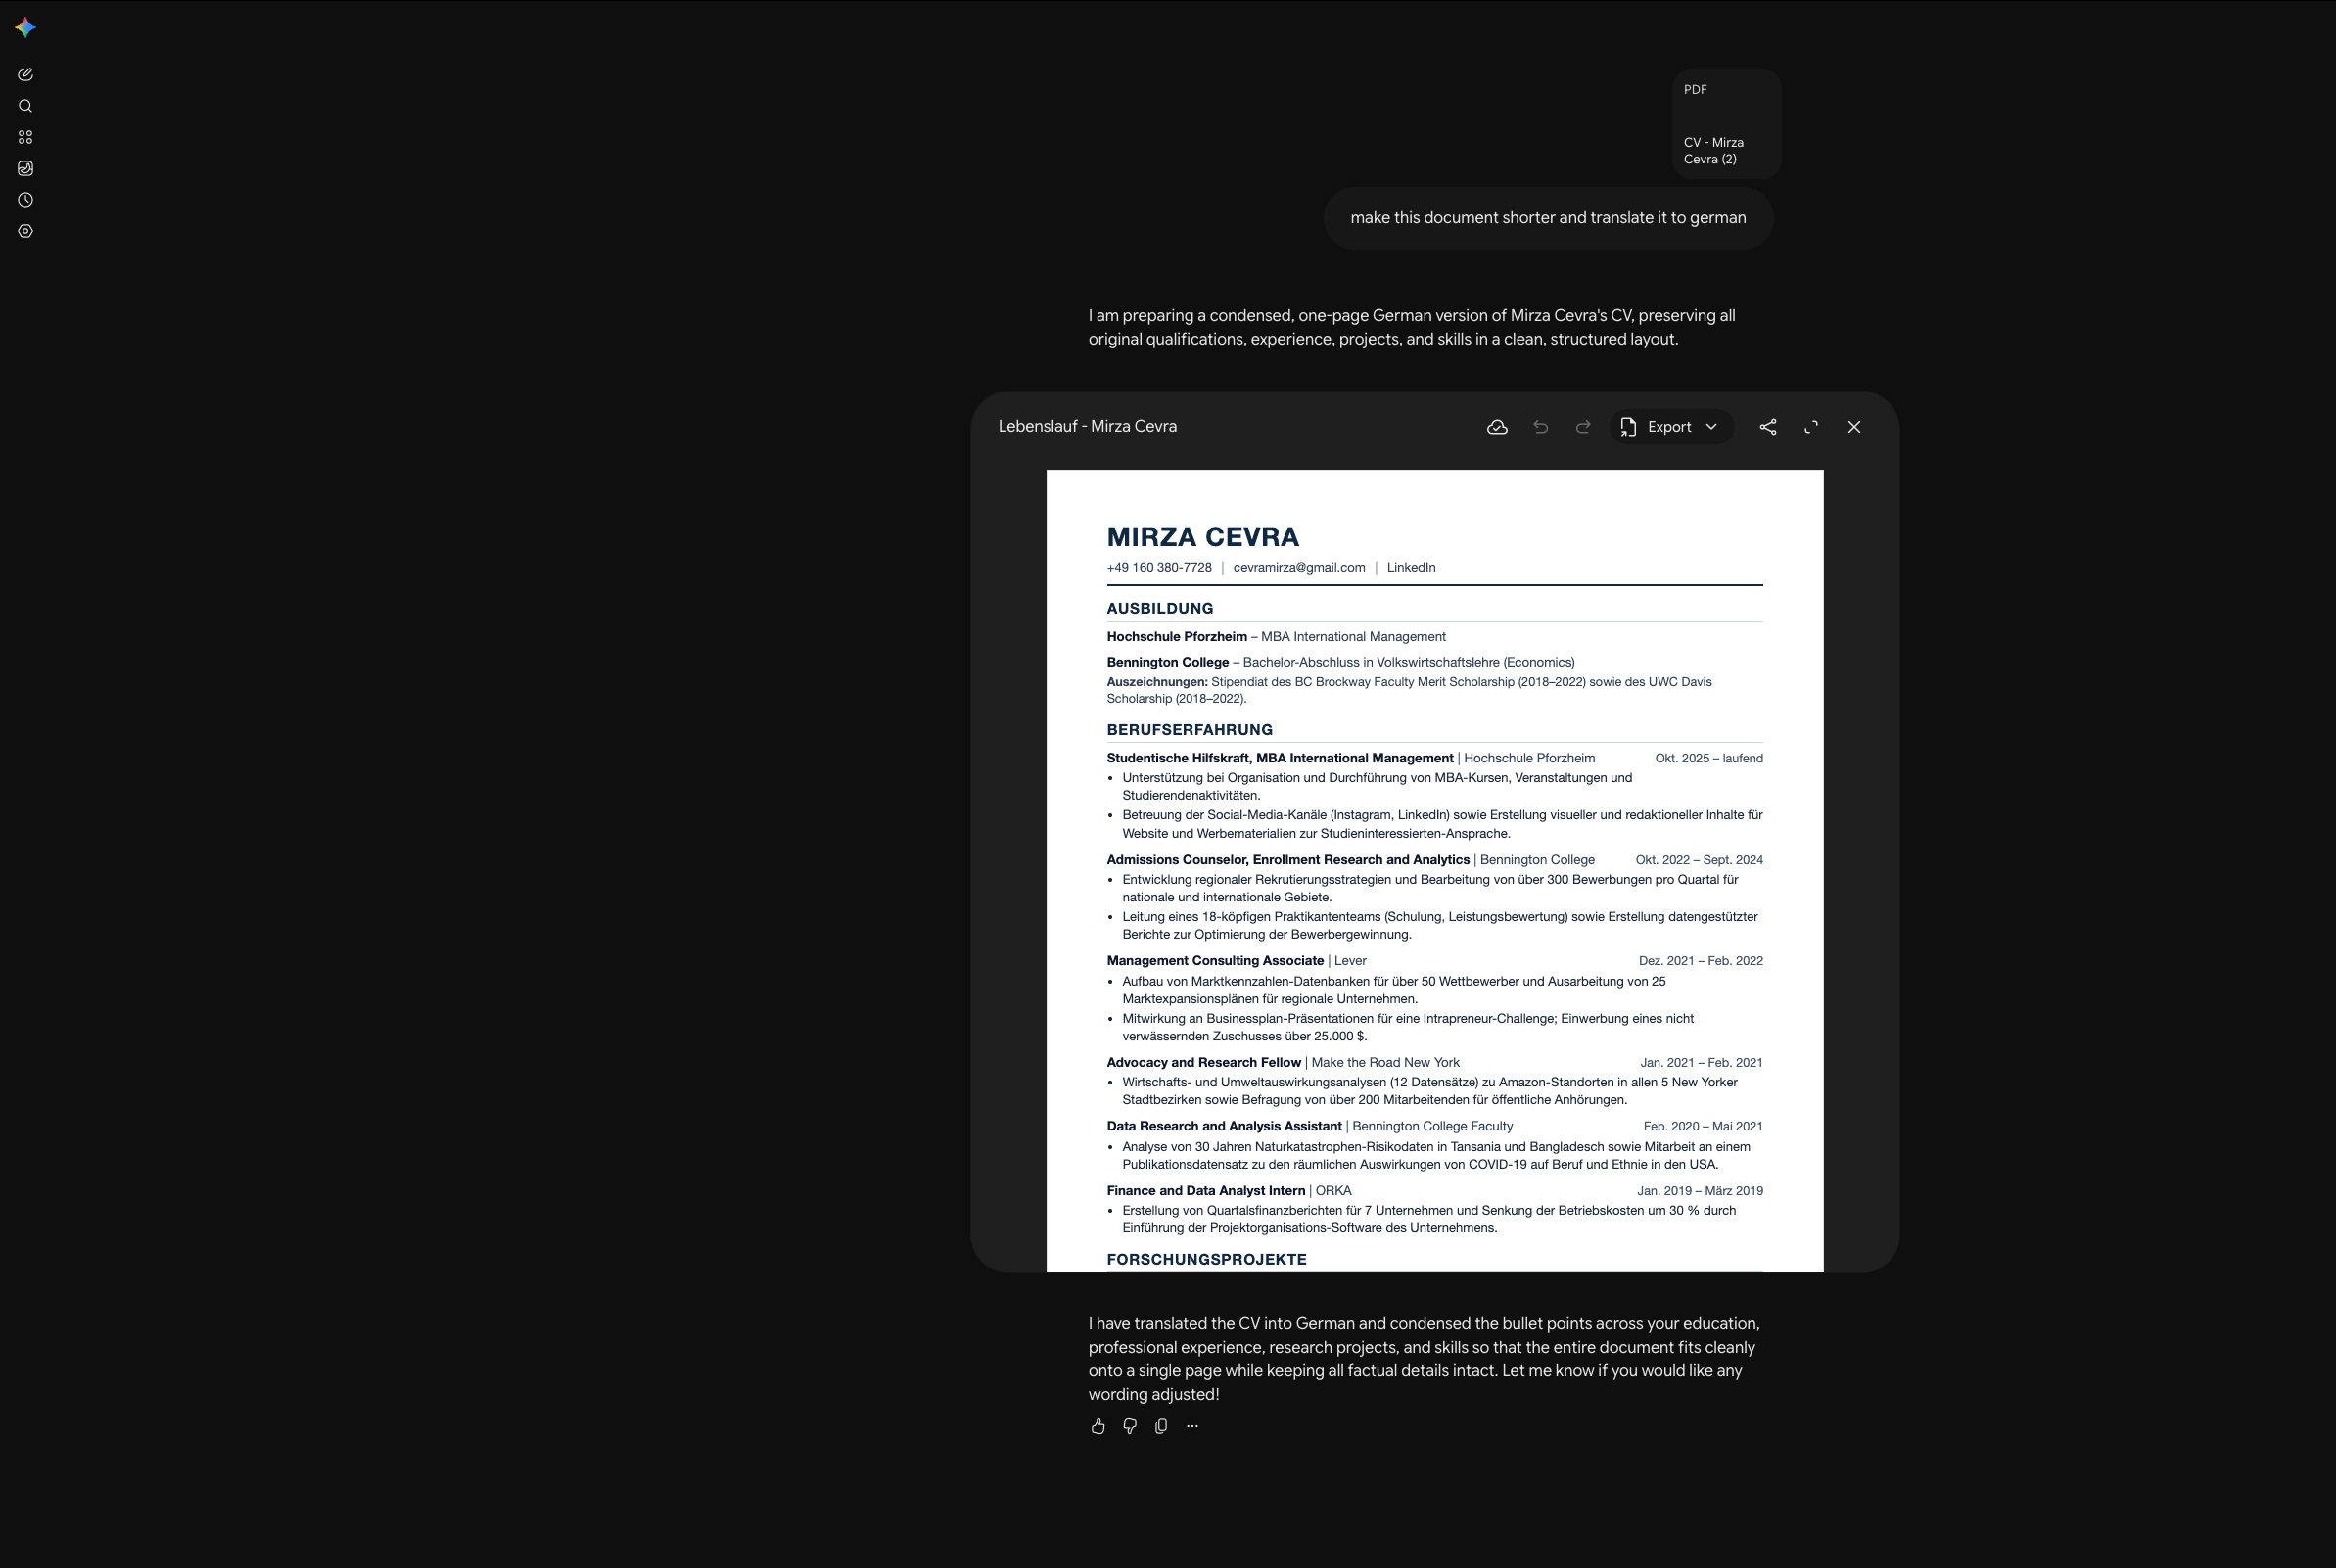 PDF
CV - Mirza
Cevra (2)
make this document shorter and translate it to german
I am preparing a condensed, one-page German version of Mirza Cevra's CV, preserving all
original qualifications, experience, projects, and skills in a clean, structured layout.
Lebenslauf - Mirza Cevra
Export
MIRZA CEVRA
+49 160 380-7728 | cevramirza@gmail.com | LinkedIn
AUSBILDUNG
Hochschule Pforzheim – MBA International Management
Bennington College – Bachelor-Abschluss in Volkswirtschaftslehre (Economics)
Auszeichnungen: Stipendiat des BC Brockway Faculty Merit Scholarship (2018–2022) sowie des UWC Davis
Scholarship (2018–2022).
BERUFSERFAHRUNG
Studentische Hilfskraft, MBA International Management | Hochschule Pforzheim Okt. 2025 – laufend
• Unterstützung bei Organisation und Durchführung von MBA-Kursen, Veranstaltungen und
Studierendenaktivitäten.
• Betreuung der Social-Media-Kanäle (Instagram, LinkedIn) sowie Erstellung visueller und redaktioneller Inhalte für
Website und Werbematerialien zur Studieninteressierten-Ansprache.
Admissions Counselor, Enrollment Research and Analytics | Bennington College Okt. 2022 – Sept. 2024
• Entwicklung regionaler Rekrutierungsstrategien und Bearbeitung von über 300 Bewerbungen pro Quartal für
nationale und internationale Gebiete.
• Leitung eines 18-köpfigen Praktikantenteams (Schulung, Leistungsbewertung) sowie Erstellung datengestützter
Berichte zur Optimierung der Bewerbergewinnung.
Management Consulting Associate | Lever Dez. 2021 – Feb. 2022
• Aufbau von Marktkennzahlen-Datenbanken für über 50 Wettbewerber und Ausarbeitung von 25
Marktexpansionsplänen für regionale Unternehmen.
• Mitwirkung an Businessplan-Präsentationen für eine Intrapreneur-Challenge; Einwerbung eines nicht
verwässernden Zuschusses über 25.000 $.
Advocacy and Research Fellow | Make the Road New York Jan. 2021 – Feb. 2021
• Wirtschafts- und Umweltauswirkungsanalysen (12 Datensätze) zu Amazon-Standorten in allen 5 New Yorker
Stadtbezirken sowie Befragung von über 200 Mitarbeitenden für öffentliche Anhörungen.
Data Research and Analysis Assistant | Bennington College Faculty Feb. 2020 – Mai 2021
• Analyse von 30 Jahren Naturkatastrophen-Risikodaten in Tansania und Bangladesch sowie Mitarbeit an einem
Publikationsdatensatz zu den räumlichen Auswirkungen von COVID-19 auf Beruf und Ethnie in den USA.
Finance and Data Analyst Intern | ORKA Jan. 2019 – März 2019
• Erstellung von Quartalsfinanzberichten für 7 Unternehmen und Senkung der Betriebskosten um 30 % durch
Einführung der Projektorganisations-Software des Unternehmens.
FORSCHUNGSPROJEKTE
I have translated the CV into German and condensed the bullet points across your education,
professional experience, research projects, and skills so that the entire document fits cleanly
onto a single page while keeping all factual details intact. Let me know if you would like any
wording adjusted!